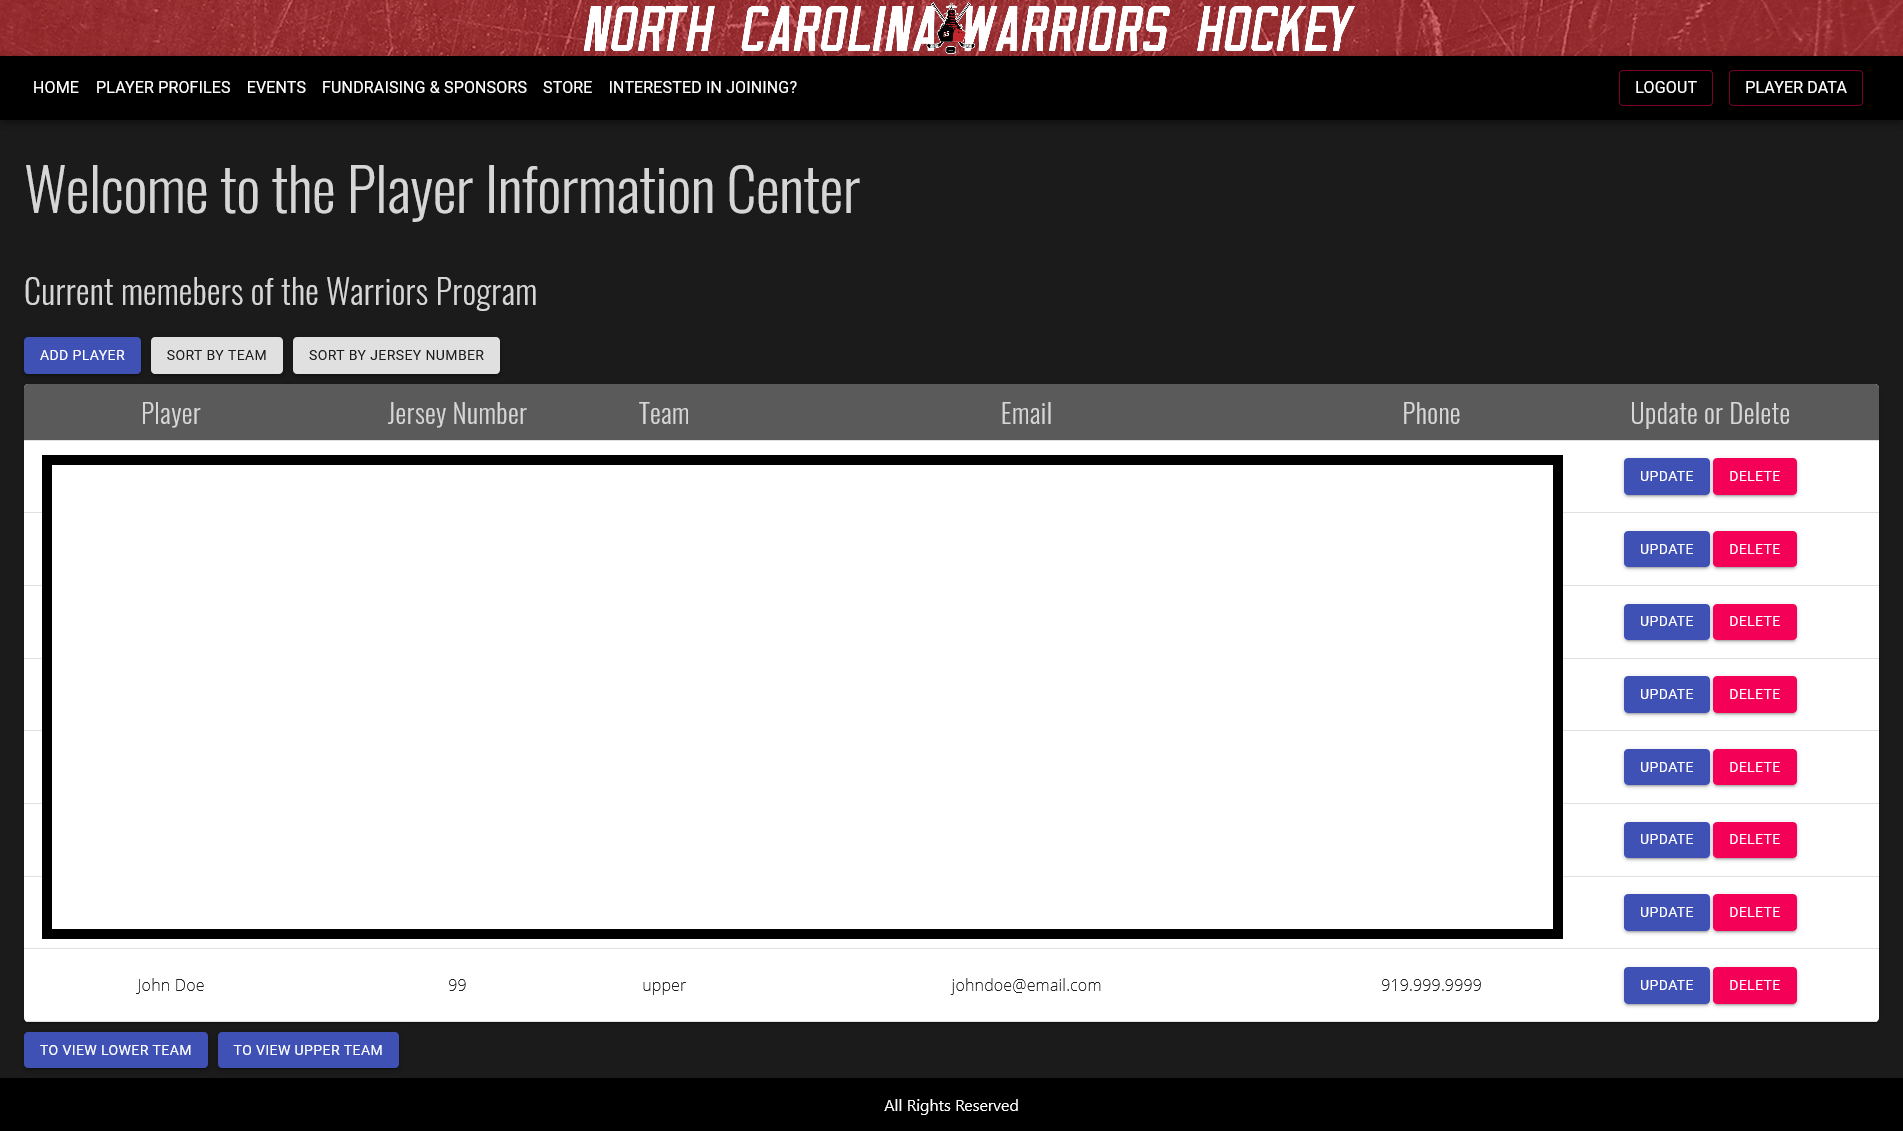 NORTH CAROLINA WARRIORS HOCKEY
HOME PLAYER PROFILES EVENTS FUNDRAISING & SPONSORS STORE INTERESTED IN JOINING? LOGOUT PLAYER DATA
Welcome to the Player Information Center
Current memebers of the Warriors Program
ADD PLAYER SORT BY TEAM SORT BY JERSEY NUMBER
Player Jersey Number Team Email Phone Update or Delete
UPDATE DELETE
UPDATE DELETE
UPDATE DELETE
UPDATE DELETE
UPDATE DELETE
UPDATE DELETE
UPDATE DELETE
John Doe 99 upper johndoe@email.com 919.999.9999 UPDATE DELETE
TO VIEW LOWER TEAM TO VIEW UPPER TEAM
All Rights Reserved